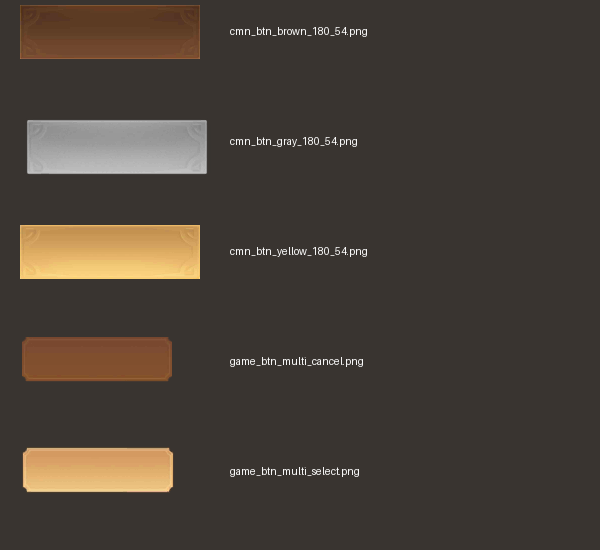 cmn_btn_brown_180_54.png
cmn_btn_gray_180_54.png
cmn_btn_yellow_180_54.png
game_btn_multi_cancel.png
game_btn_multi_select.png